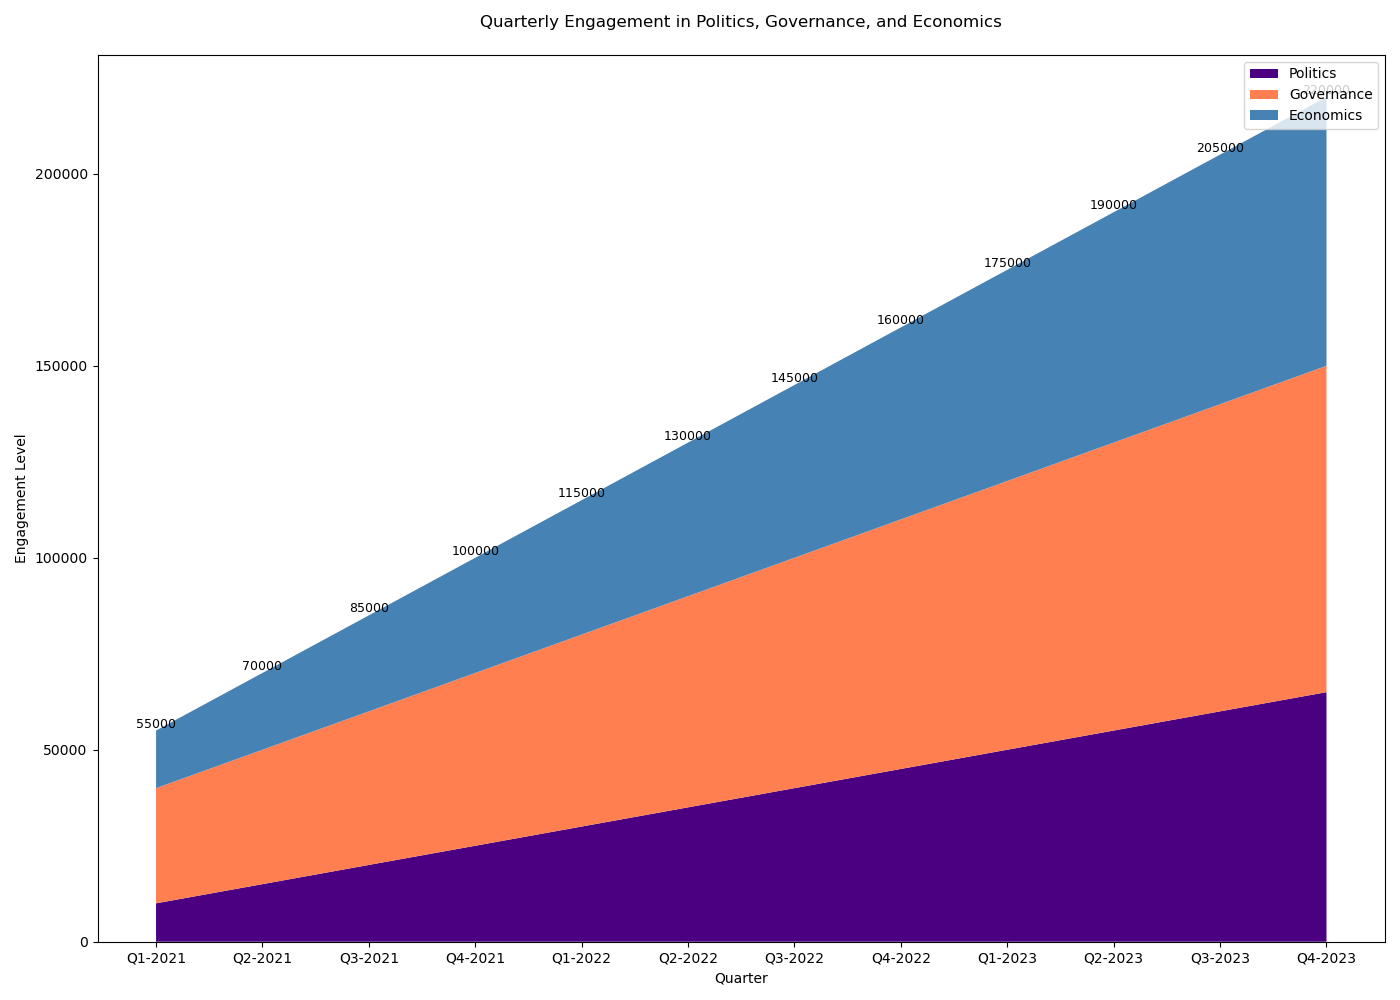 Quarterly Engagement in Politics, Governance, and Economics
Politics
Governance
Economics
220000
205000
200000
190000
175000
160000
150000
145000
130000
115000
100000
100000
85000
70000
55000
50000
0
Engagement Level
Q1-2021 Q2-2021 Q3-2021 Q4-2021 Q1-2022 Q2-2022 Q3-2022 Q4-2022 Q1-2023 Q2-2023 Q3-2023 Q4-2023
Quarter